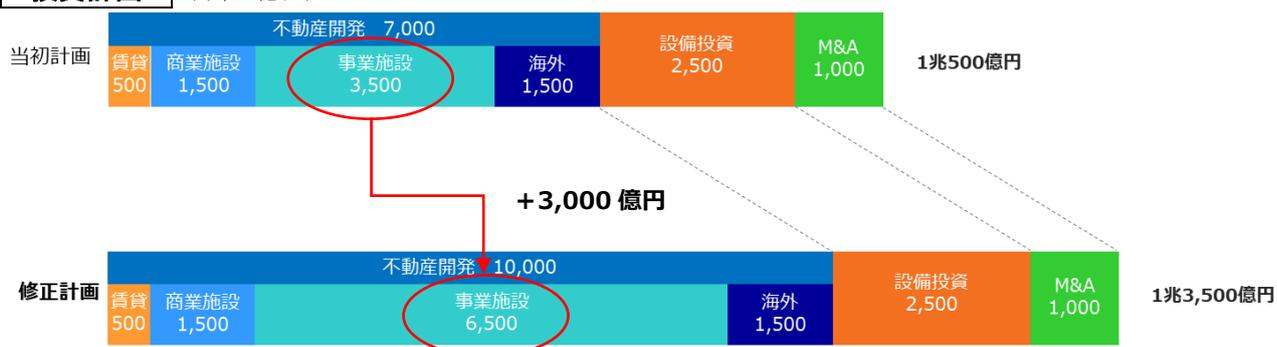 当初計画
不動産開発 7,000
賃貸
500
商業施設
1,500
事業施設
3,500
海外
1,500
設備投資
2,500
M&A
1,000
1兆500億円
+3,000 億円
修正計画
不動産開発 10,000
賃貸
500
商業施設
1,500
事業施設
6,500
海外
1,500
設備投資
2,500
M&A
1,000
1兆3,500億円